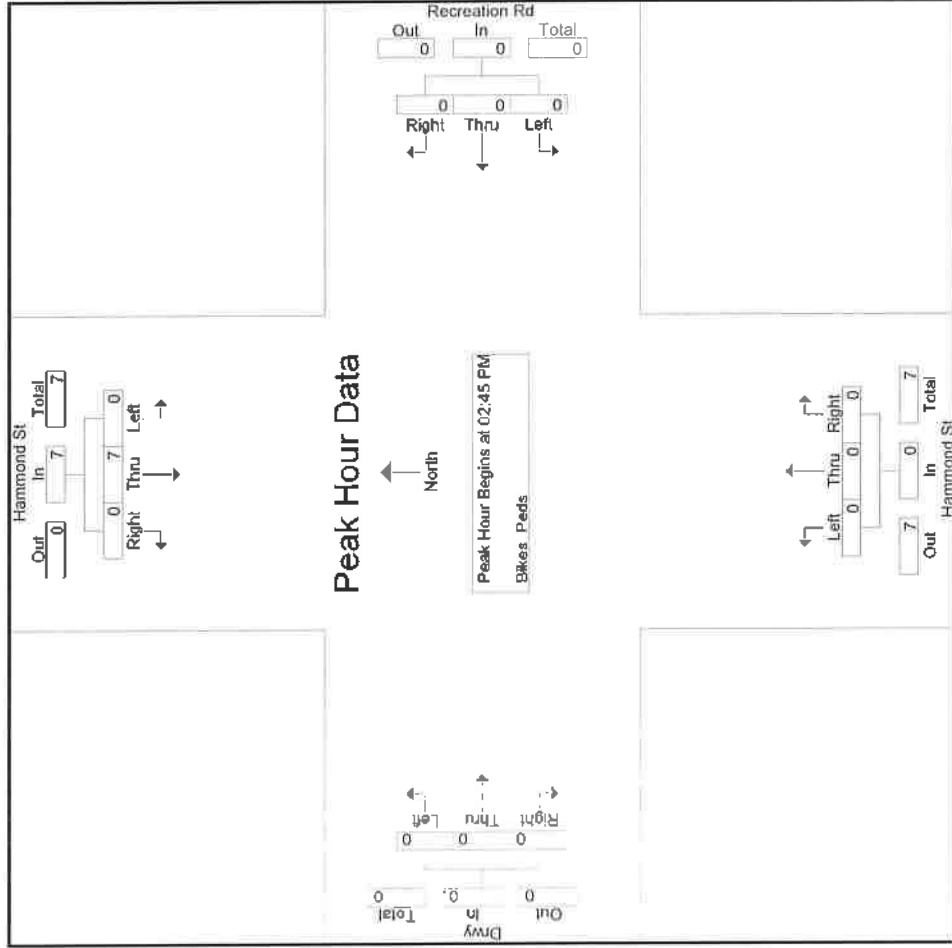 Recreation Rd
Out In Total
0 0 0
0 0 0
Right Thru Left
Hammond St
Out In Total
0 7 7
0 7 0
Right Thru Left
Peak Hour Data
North
Peak Hour Begins at 02:45 PM
Bikes Peds
Left Thru Right
0 0 0
Out In Total
7 0 7
Hammond St
Left Thru Right
0 0 0
Total In Out
0 0 0
Drwy